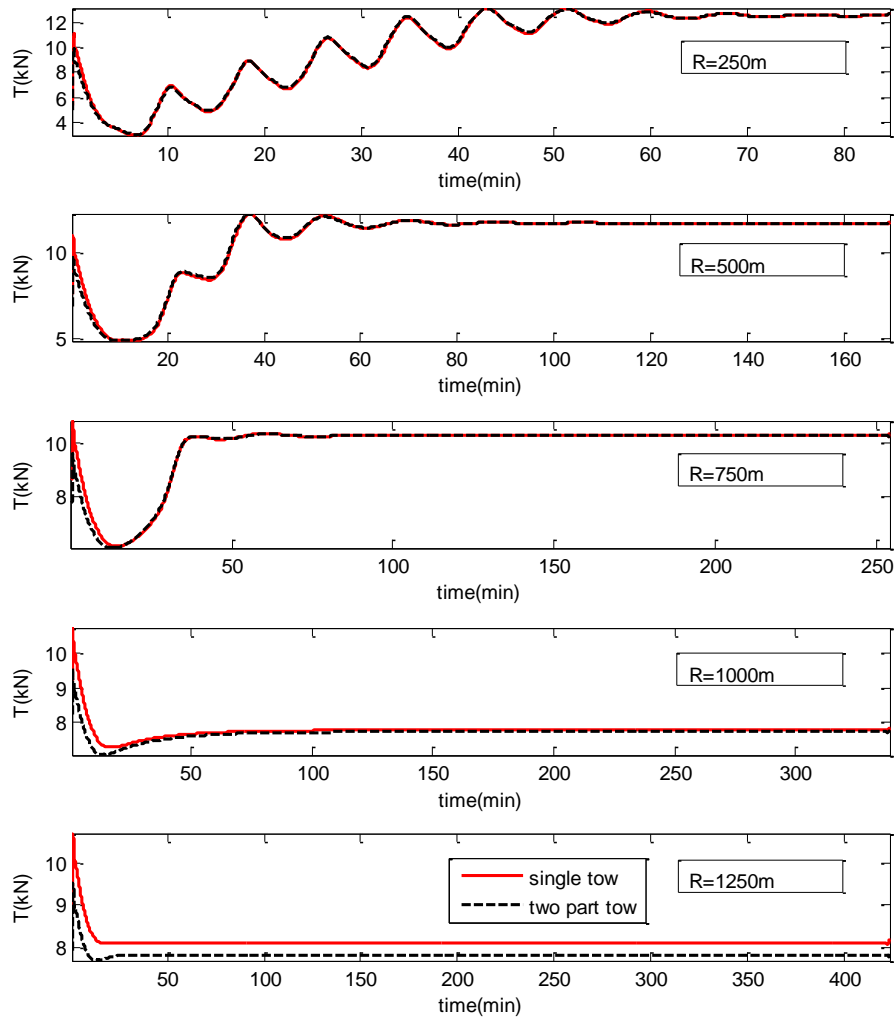 12
10
8
6
4
T(kN)
R=250m
10 20 30 40 50 60 70 80
time(min)
10
5
T(kN)
R=500m
20 40 60 80 100 120 140 160
time(min)
10
8
T(kN)
R=750m
50 100 150 200 250
time(min)
10
9
8
T(kN)
R=1000m
50 100 150 200 250 300
time(min)
10
9
8
T(kN)
single tow
two part tow
R=1250m
50 100 150 200 250 300 350 400
time(min)